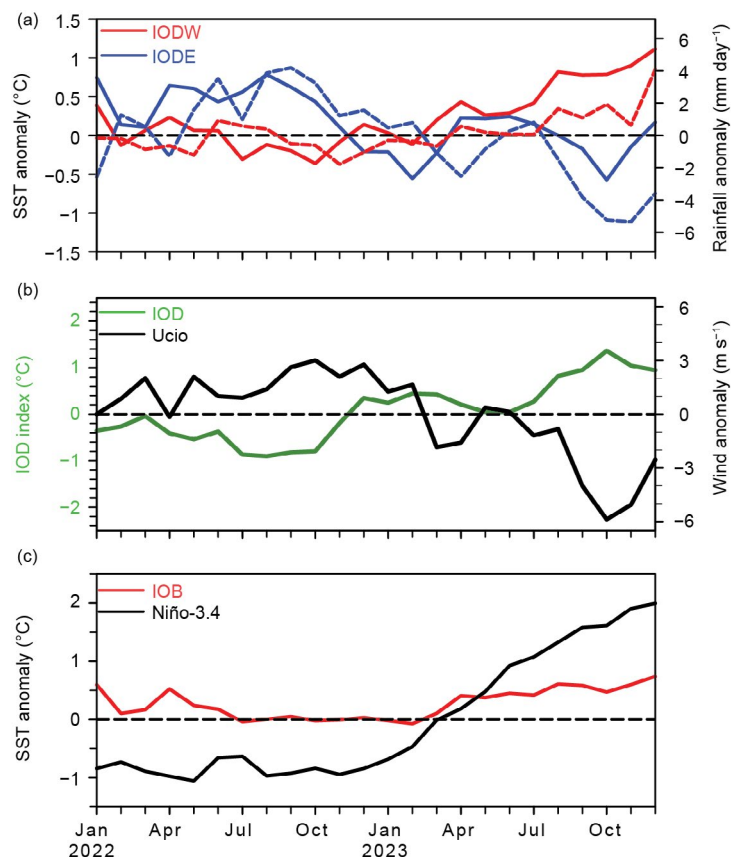 (a)
1.5
1
0.5
0
−0.5
−1
−1.5
SST anomaly (°C)
IODW
IODE
6
4
2
0
−2
−4
−6
Rainfall anomaly (mm day⁻¹)
(b)
2
1
0
−1
−2
IOD index (°C)
IOD
Ucio
6
3
0
−3
−6
Wind anomaly (m s⁻¹)
(c)
2
1
0
−1
SST anomaly (°C)
IOB
Niño-3.4
Jan Apr Jul Oct Jan Apr Jul Oct
2022 2023